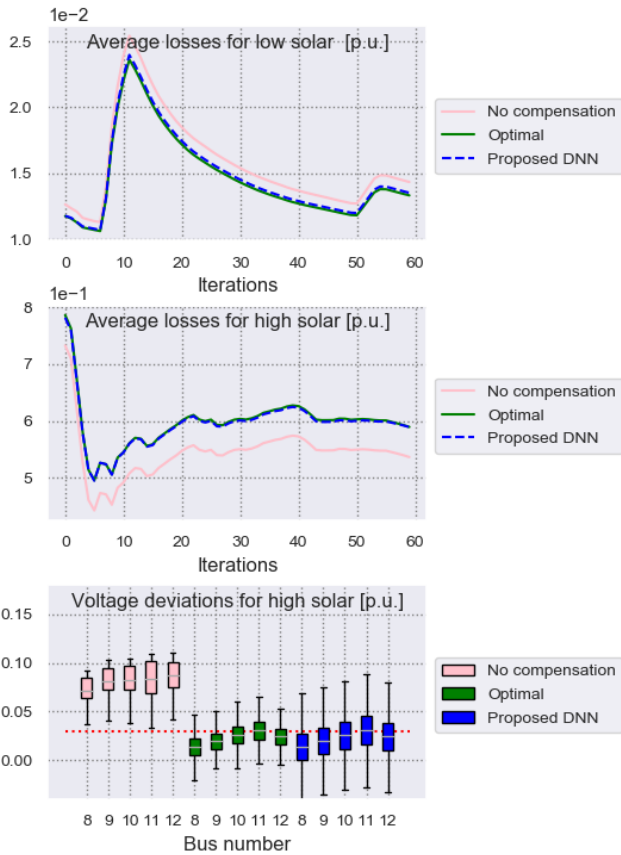 1e−2
Average losses for low solar [p.u.]
2.5
2.0
1.5
1.0
0 10 20 30 40 50 60
Iterations
No compensation
Optimal
Proposed DNN
1e−1
Average losses for high solar [p.u.]
8
7
6
5
0 10 20 30 40 50 60
Iterations
No compensation
Optimal
Proposed DNN
Voltage deviations for high solar [p.u.]
0.15
0.10
0.05
0.00
8 9 10 11 12 8 9 10 11 12 8 9 10 11 12
Bus number
No compensation
Optimal
Proposed DNN